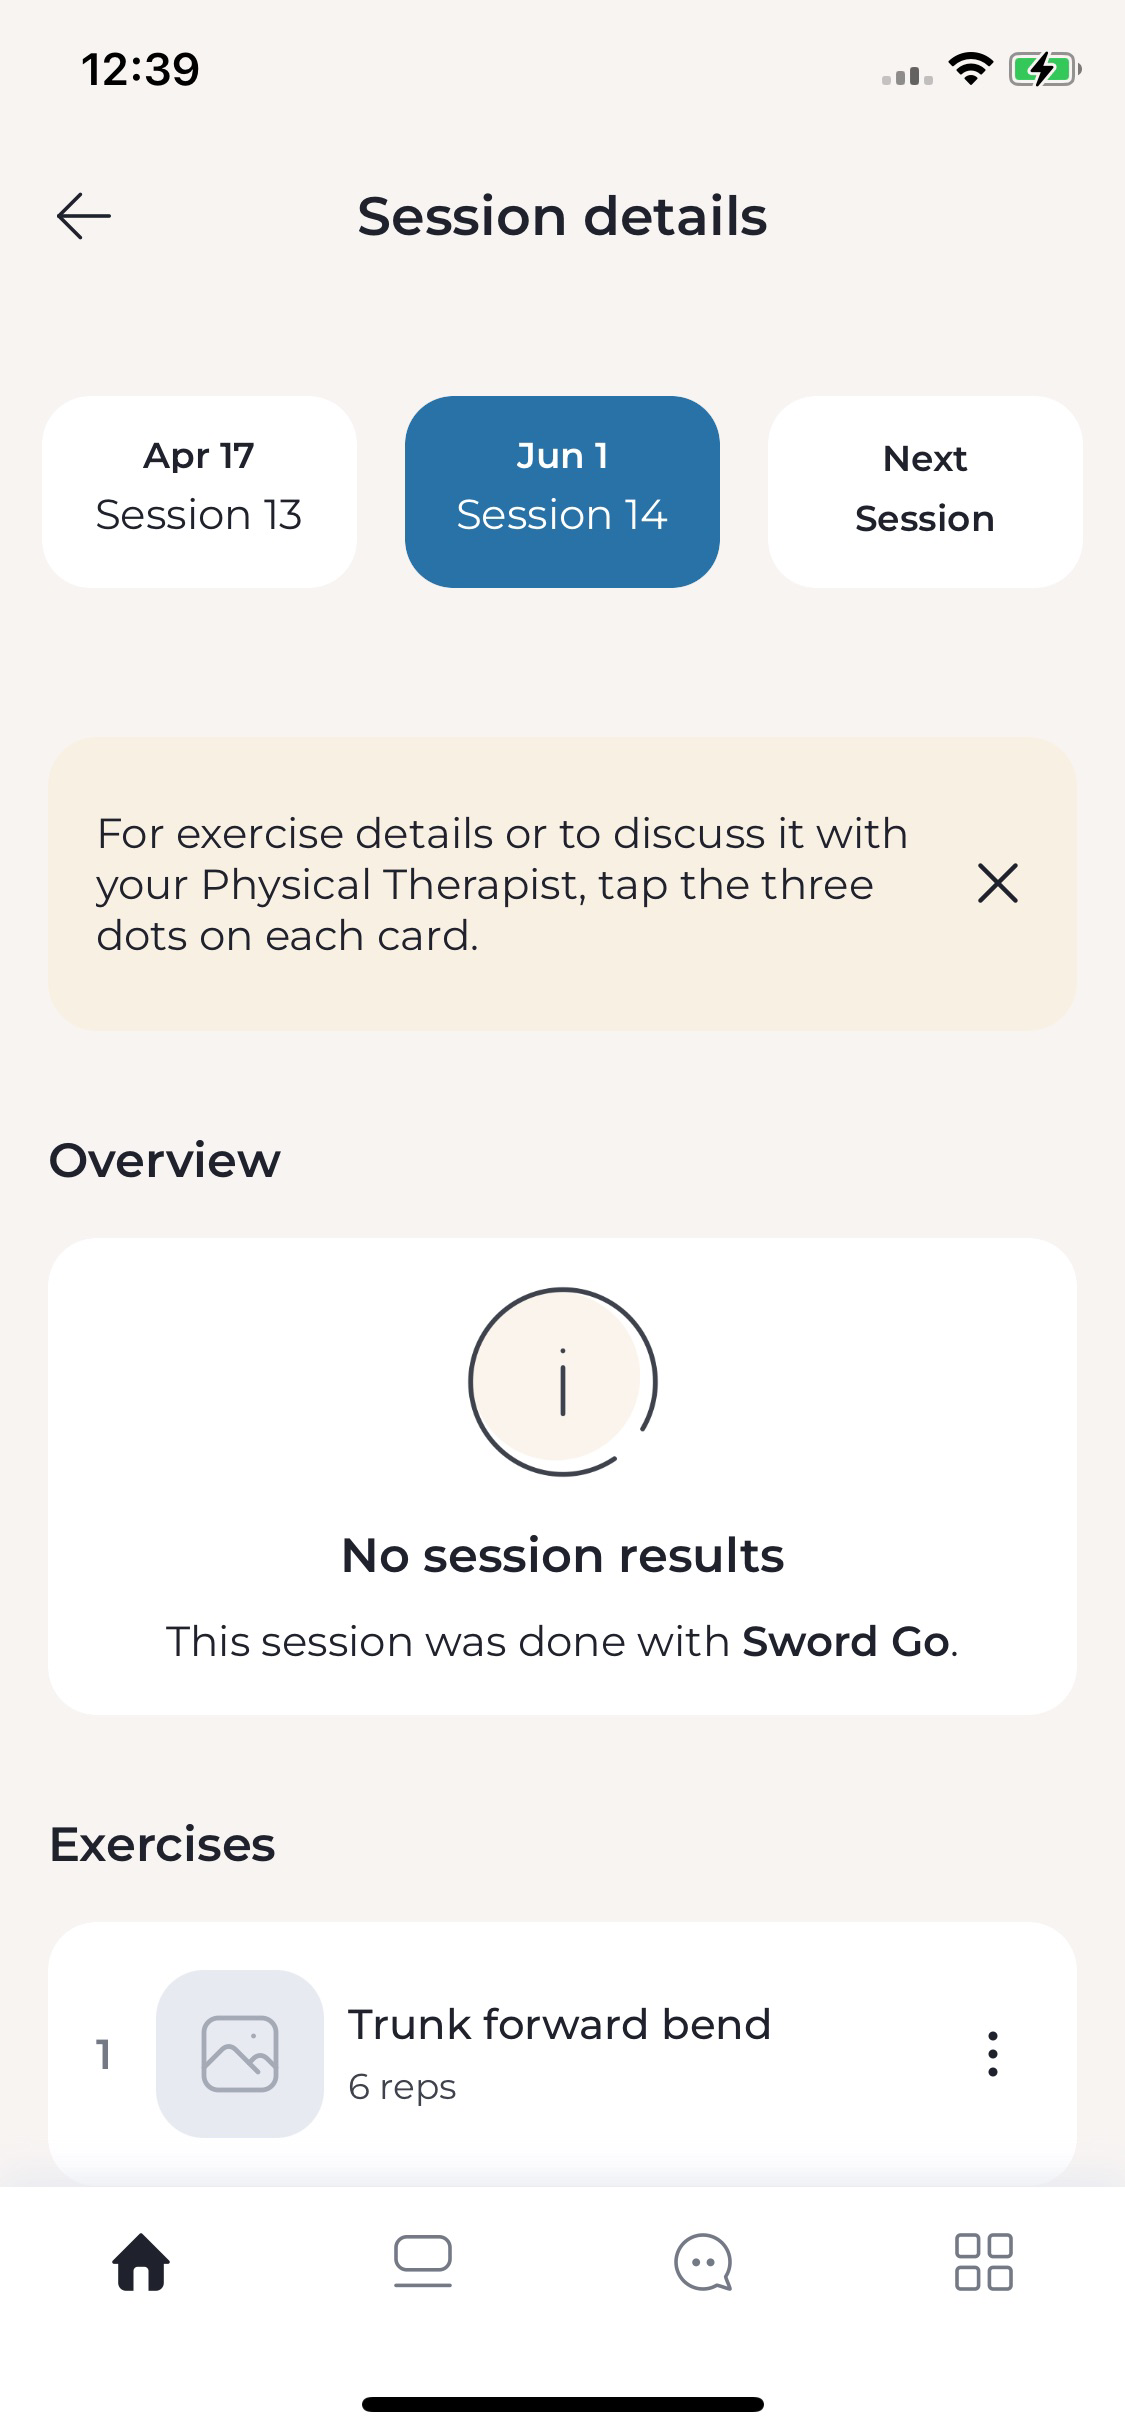 12:39
Session details
Apr 17
Session 13
Jun 1
Session 14
Next
Session
For exercise details or to discuss it with
your Physical Therapist, tap the three
dots on each card.
Overview
No session results
This session was done with Sword Go.
Exercises
1
Trunk forward bend
6 reps